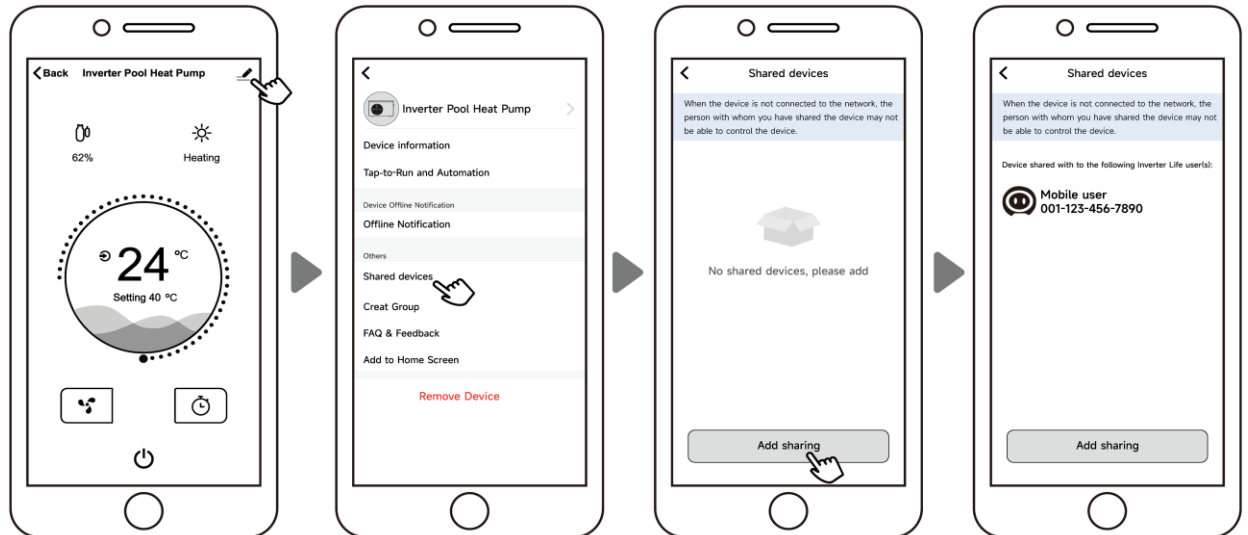 Back Inverter Pool Heat Pump
62% Heating
24 °C
Setting 40 °C
Inverter Pool Heat Pump
Device information
Tap-to-Run and Automation
Device Offline Notification
Offline Notification
Others
Shared devices
Creat Group
FAQ & Feedback
Add to Home Screen
Remove Device
Shared devices
When the device is not connected to the network, the
person with whom you have shared the device may not
be able to control the device.
No shared devices, please add
Add sharing
Shared devices
When the device is not connected to the network, the
person with whom you have shared the device may not
be able to control the device.
Device shared with to the following Inverter Life user(s):
Mobile user
001-123-456-7890
Add sharing